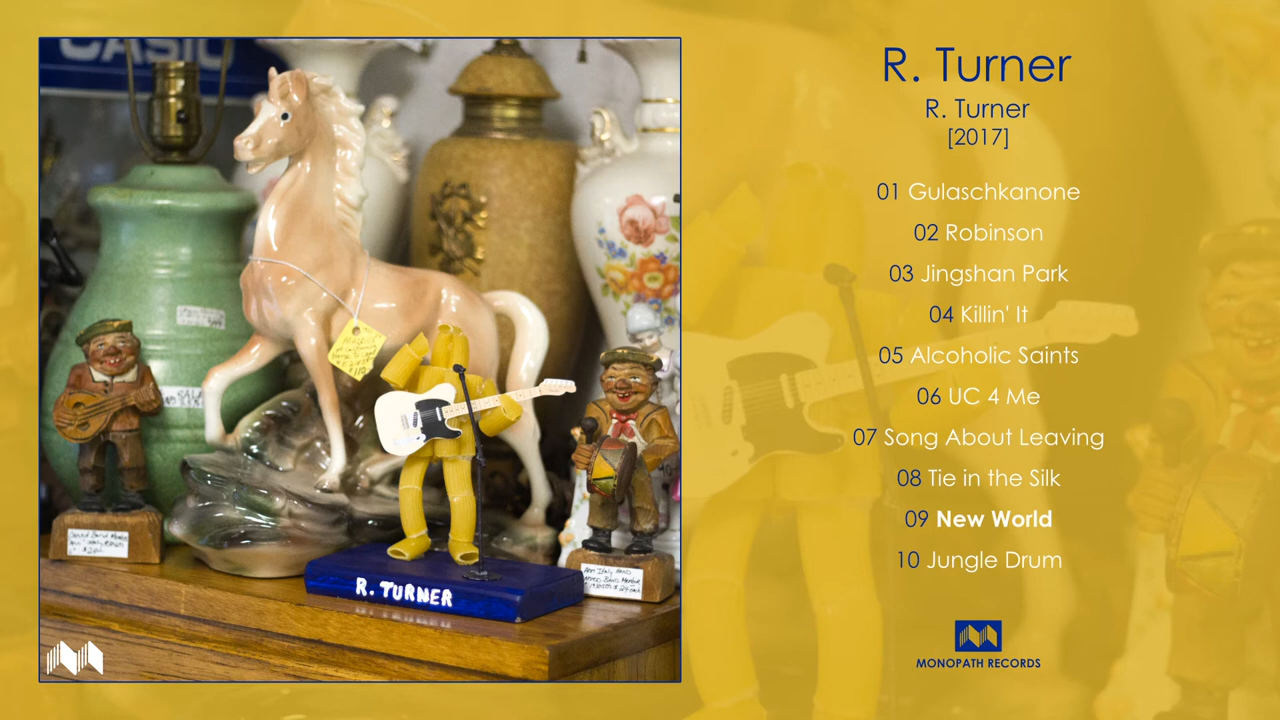 CASIO
R. TURNER
R. Turner
R. Turner
[2017]
01 Gulaschkanone
02 Robinson
03 Jingshan Park
04 Killin' It
05 Alcoholic Saints
06 UC 4 Me
07 Song About Leaving
08 Tie in the Silk
09 New World
10 Jungle Drum
MONOPATH RECORDS